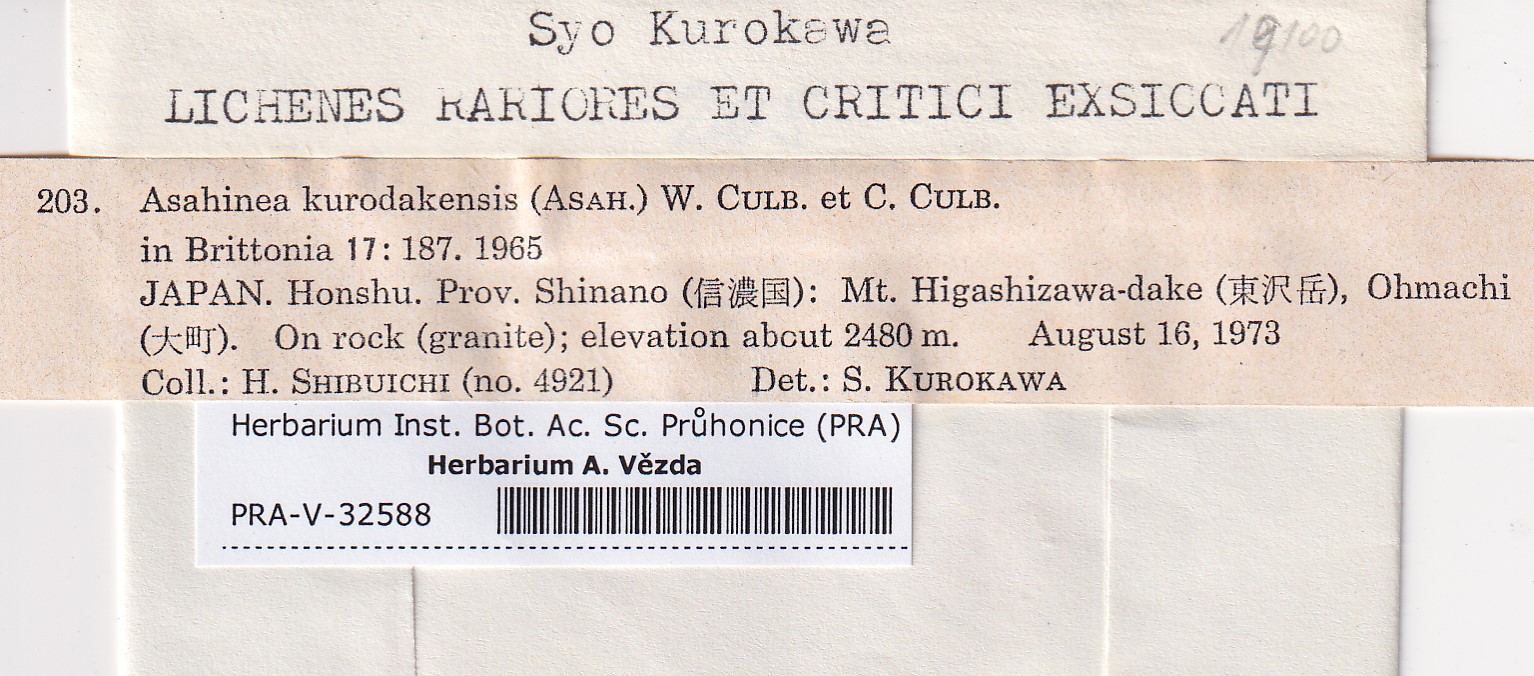 Syo Kurokawa
LICHENES RARIORES ET CRITICI EXSICCATI
203. Asahinea kurodakensis (ASAH.) W. CULB. et C. CULB.
in Brittonia 17: 187. 1965
JAPAN. Honshu. Prov. Shinano (信濃国): Mt. Higashizawa-dake (東沢岳), Ohmachi
(大町). On rock (granite); elevation about 2480 m. August 16, 1973
Coll.: H. SHIBUICHI (no. 4921) Det.: S. KUROKAWA
Herbarium Inst. Bot. Ac. Sc. Průhonice (PRA)
Herbarium A. Vězda
PRA-V-32588